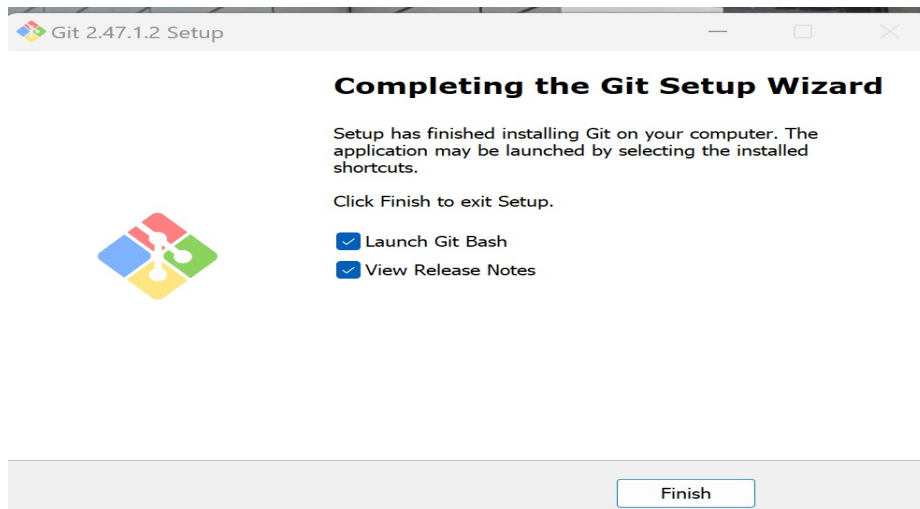 Git 2.47.1.2 Setup
Completing the Git Setup Wizard
Setup has finished installing Git on your computer. The
application may be launched by selecting the installed
shortcuts.
Click Finish to exit Setup.
Launch Git Bash
View Release Notes
Finish